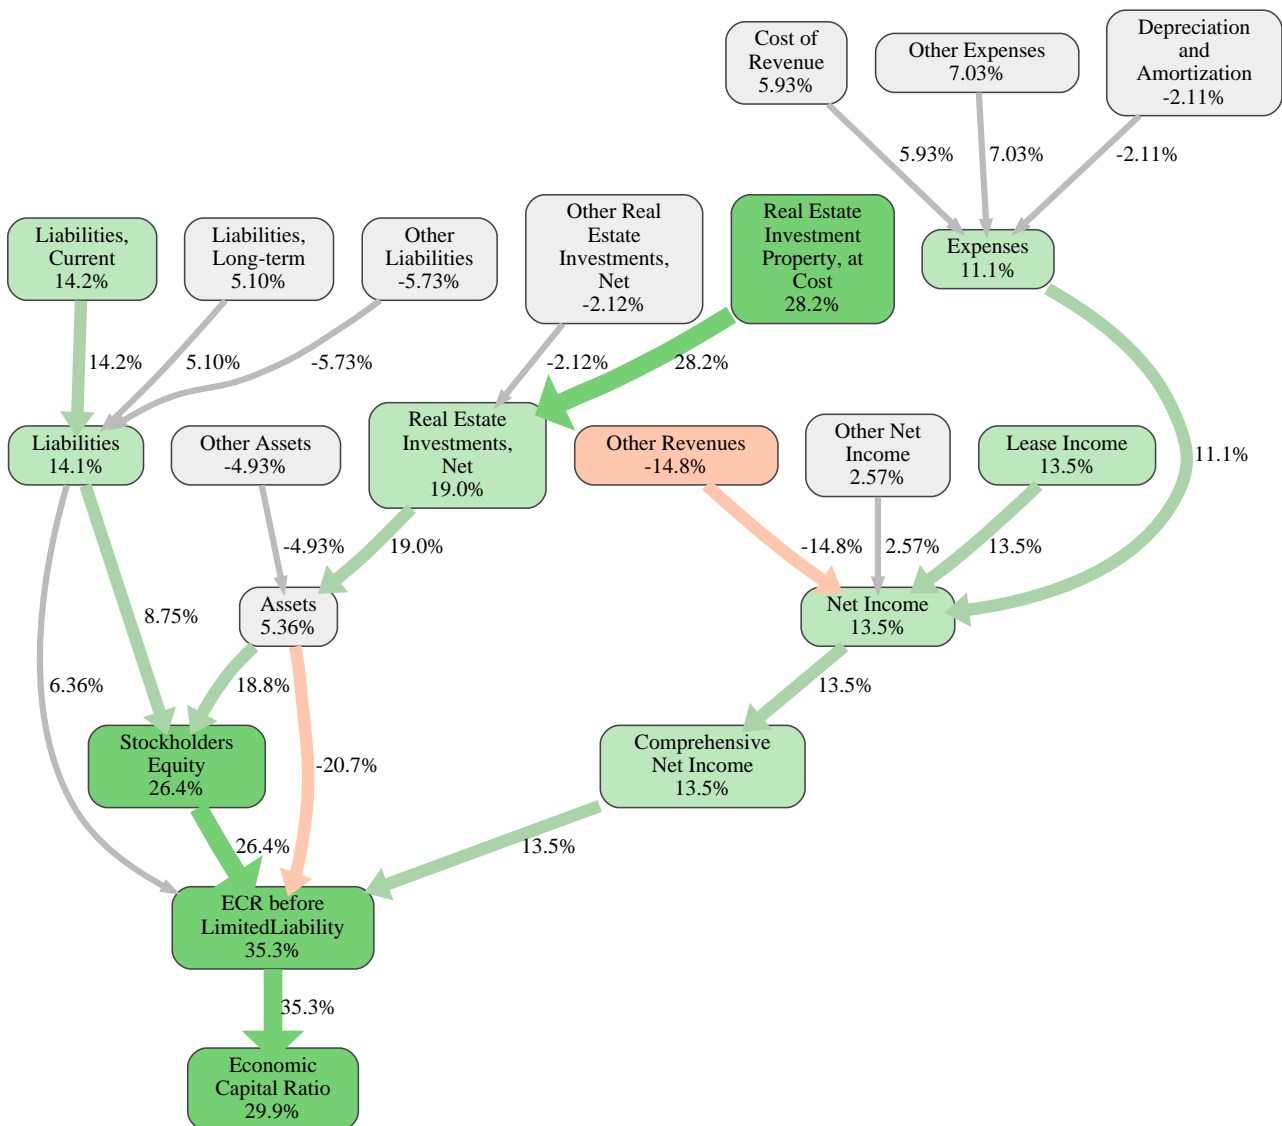 Cost of
Revenue
5.93%
Other Expenses
7.03%
Depreciation
and
Amortization
-2.11%
5.93%
7.03%
-2.11%
Liabilities,
Current
14.2%
Liabilities,
Long-term
5.10%
Other
Liabilities
-5.73%
Other Real
Estate
Investments,
Net
-2.12%
Real Estate
Investment
Property, at
Cost
28.2%
Expenses
11.1%
14.2%
5.10%
-5.73%
-2.12%
28.2%
Liabilities
14.1%
Other Assets
-4.93%
Real Estate
Investments,
Net
19.0%
Other Revenues
-14.8%
Other Net
Income
2.57%
Lease Income
13.5%
11.1%
-4.93%
19.0%
-14.8%
2.57%
13.5%
Assets
5.36%
Net Income
13.5%
8.75%
6.36%
18.8%
-20.7%
13.5%
Stockholders
Equity
26.4%
Comprehensive
Net Income
13.5%
26.4%
13.5%
ECR before
LimitedLiability
35.3%
35.3%
Economic
Capital Ratio
29.9%